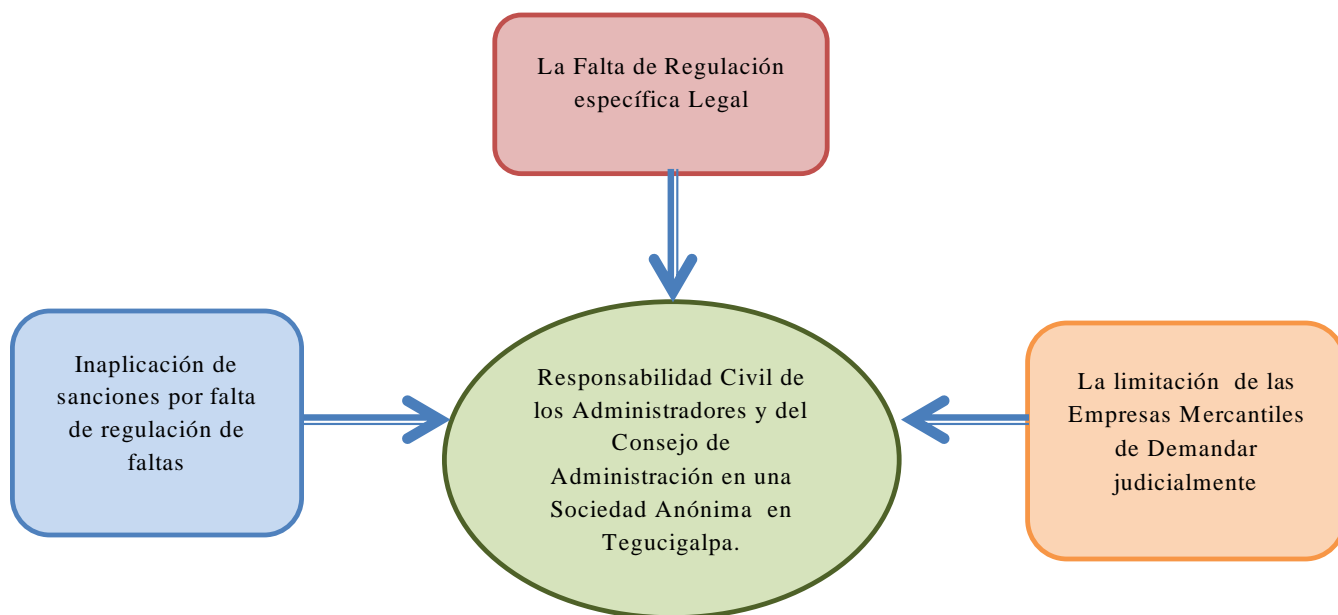 La Falta de Regulación
específica Legal
Inaplicación de
sanciones por falta
de regulación de
faltas
Responsabilidad Civil de
los Administradores y del
Consejo de
Administración en una
Sociedad Anónima en
Tegucigalpa.
La limitación de las
Empresas Mercantiles
de Demandar
judicialmente